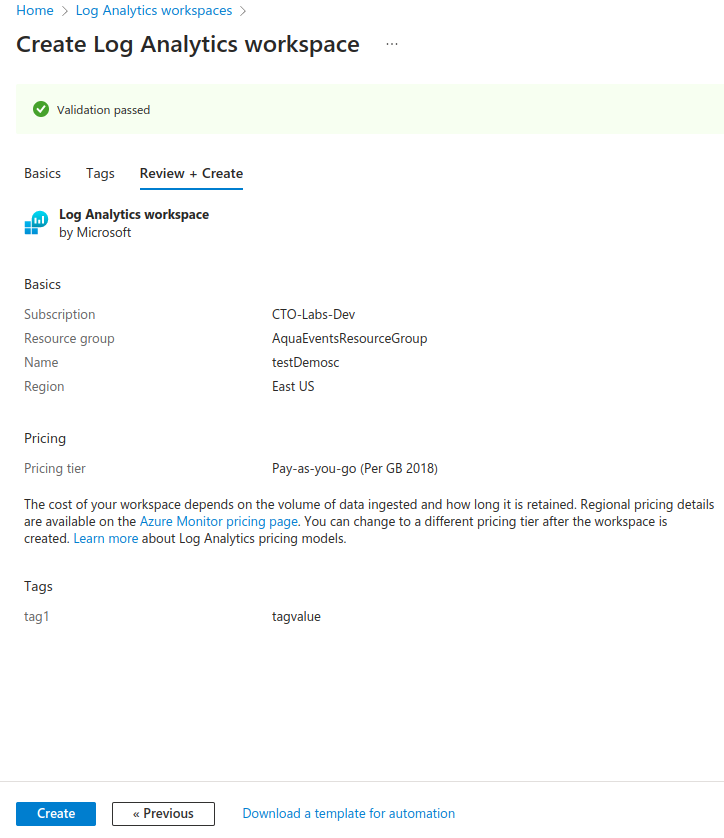 Home > Log Analytics workspaces >
Create Log Analytics workspace ...
Validation passed
Basics Tags Review + Create
Log Analytics workspace
by Microsoft
Basics
Subscription CTO-Labs-Dev
Resource group AquaEventsResourceGroup
Name testDemosc
Region East US
Pricing
Pricing tier Pay-as-you-go (Per GB 2018)
The cost of your workspace depends on the volume of data ingested and how long it is retained. Regional pricing details
are available on the Azure Monitor pricing page. You can change to a different pricing tier after the workspace is
created. Learn more about Log Analytics pricing models.
Tags
tag1 tagvalue
Create « Previous Download a template for automation